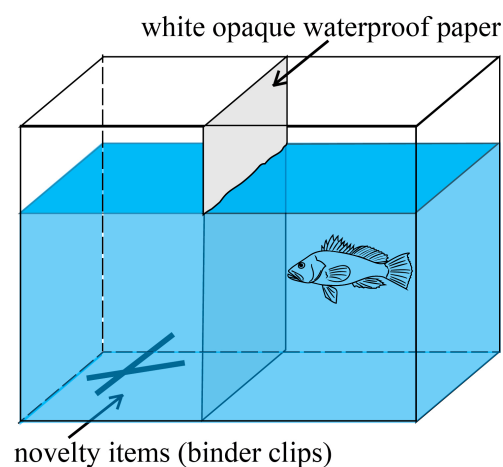 white opaque waterproof paper
novelty items (binder clips)